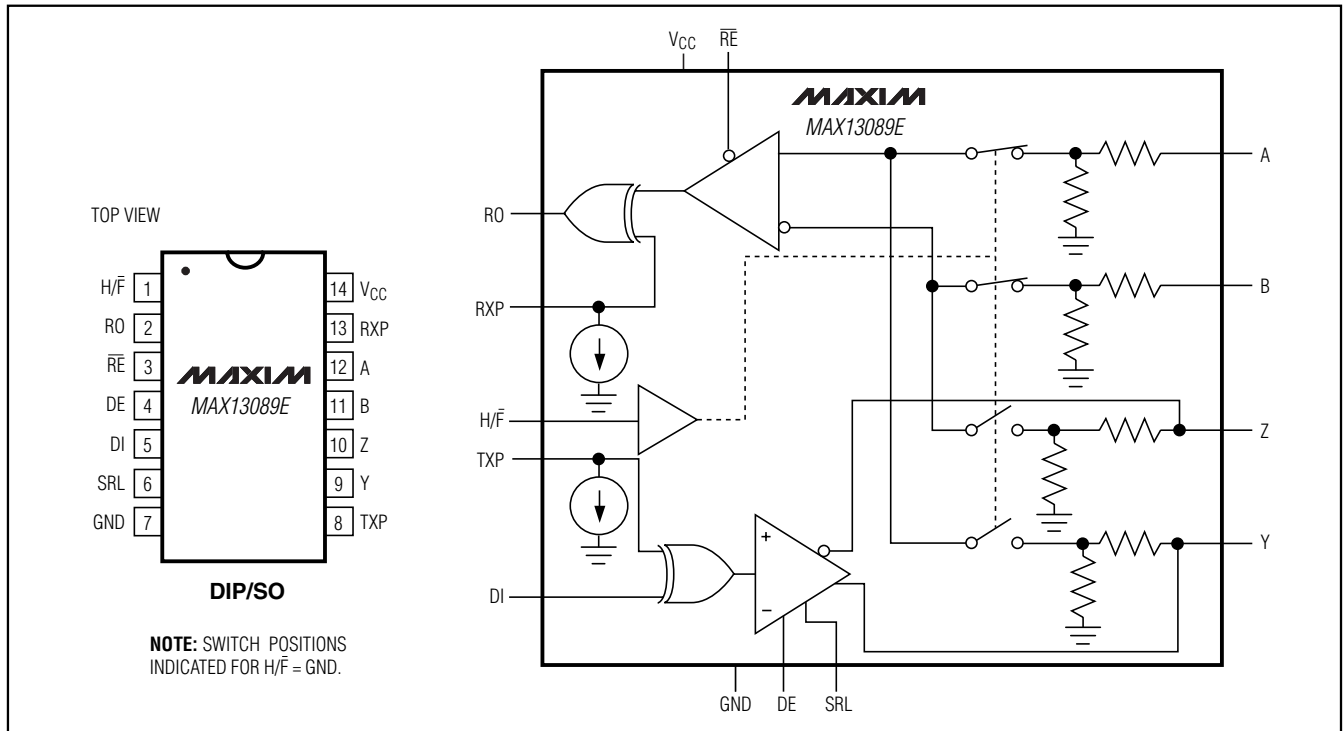 TOP VIEW
H/F̅ 1
RO 2
R̅E̅ 3
DE 4
DI 5
SRL 6
GND 7
14 VCC
13 RXP
12 A
11 B
10 Z
9 Y
8 TXP
MAXIM
MAX13089E
DIP/SO
NOTE: SWITCH POSITIONS
INDICATED FOR H/F̅ = GND.
VCC R̅E̅
MAXIM
MAX13089E
RO
RXP
H/F̅
TXP
DI
+
−
A
B
Z
Y
GND DE SRL